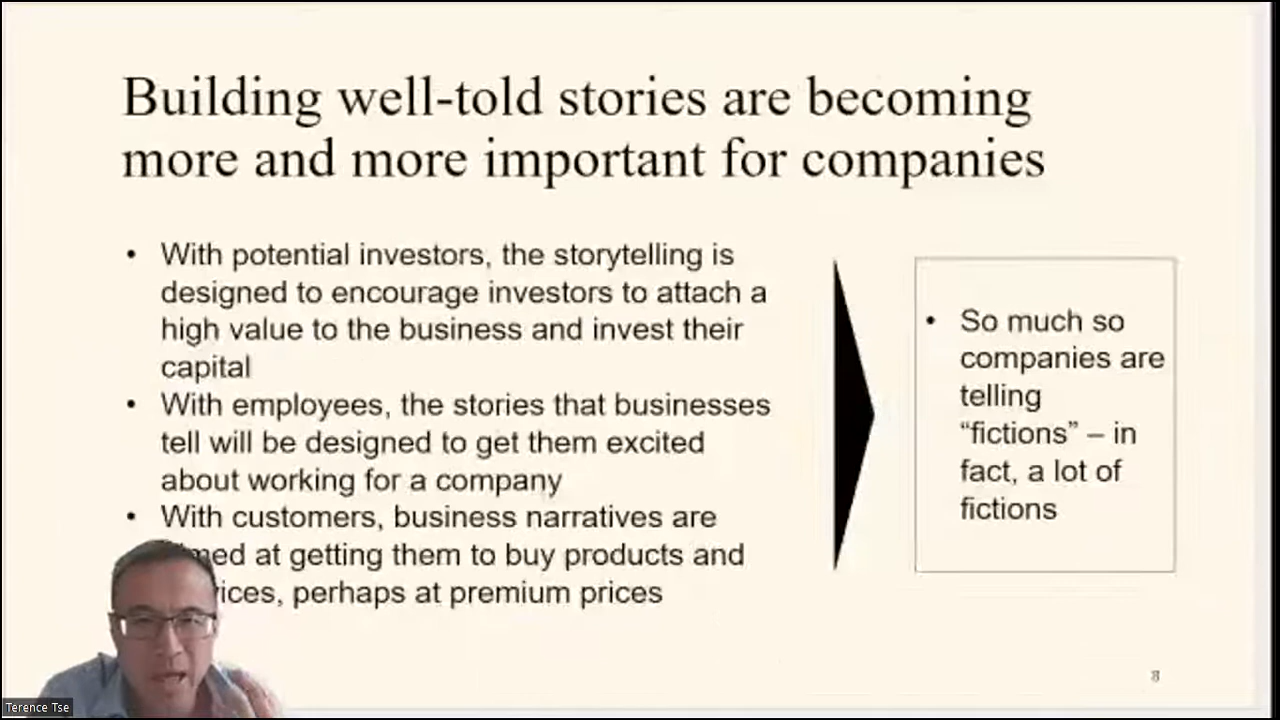 Building well-told stories are becoming
more and more important for companies
• With potential investors, the storytelling is
designed to encourage investors to attach a
high value to the business and invest their
capital
• With employees, the stories that businesses
tell will be designed to get them excited
about working for a company
• With customers, business narratives are
at getting them to buy products and
perhaps at premium prices
• So much so
companies are
telling
“fictions” – in
fact, a lot of
fictions
8
Terence Tse